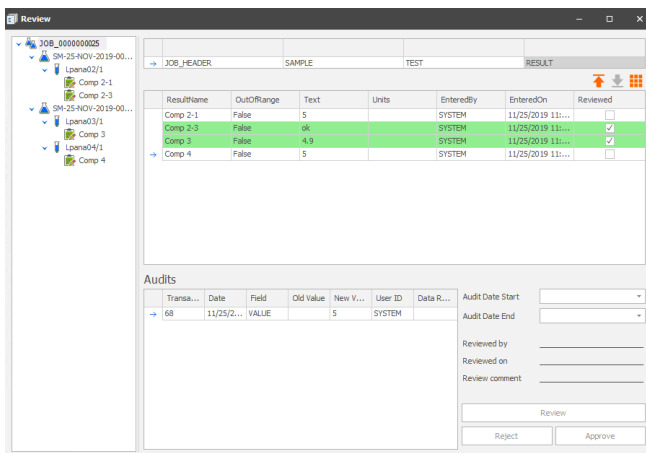 Review
JOB_0000000025
SM-25-NOV-2019-00...
Lpana02/1
Comp 2-1
Comp 2-3
SM-25-NOV-2019-00...
Lpana03/1
Comp 3
Lpana04/1
Comp 4
JOB_HEADER SAMPLE TEST RESULT
ResultName OutOfRange Text Units EnteredBy EnteredOn Reviewed
Comp 2-1 False 5 SYSTEM 11/25/2019 11:...
Comp 2-3 False ok SYSTEM 11/25/2019 11:...
Comp 3 False 4.9 SYSTEM 11/25/2019 11:...
Comp 4 False 5 SYSTEM 11/25/2019 11:...
Audits
Transa... Date Field Old Value New V... User ID Data R...
68 11/25/2... VALUE 5 SYSTEM
Audit Date Start
Audit Date End
Reviewed by
Reviewed on
Review comment
Review
Reject Approve